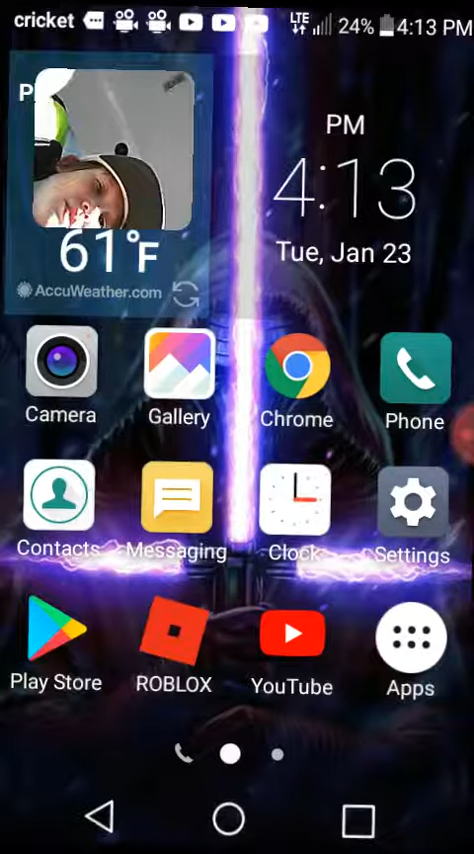 cricket LTE 24% 4:13 PM
P
PM
4:13
Tue, Jan 23
61°F
AccuWeather.com
Camera Gallery Chrome Phone
Contacts Messaging Clock Settings
Play Store ROBLOX YouTube Apps